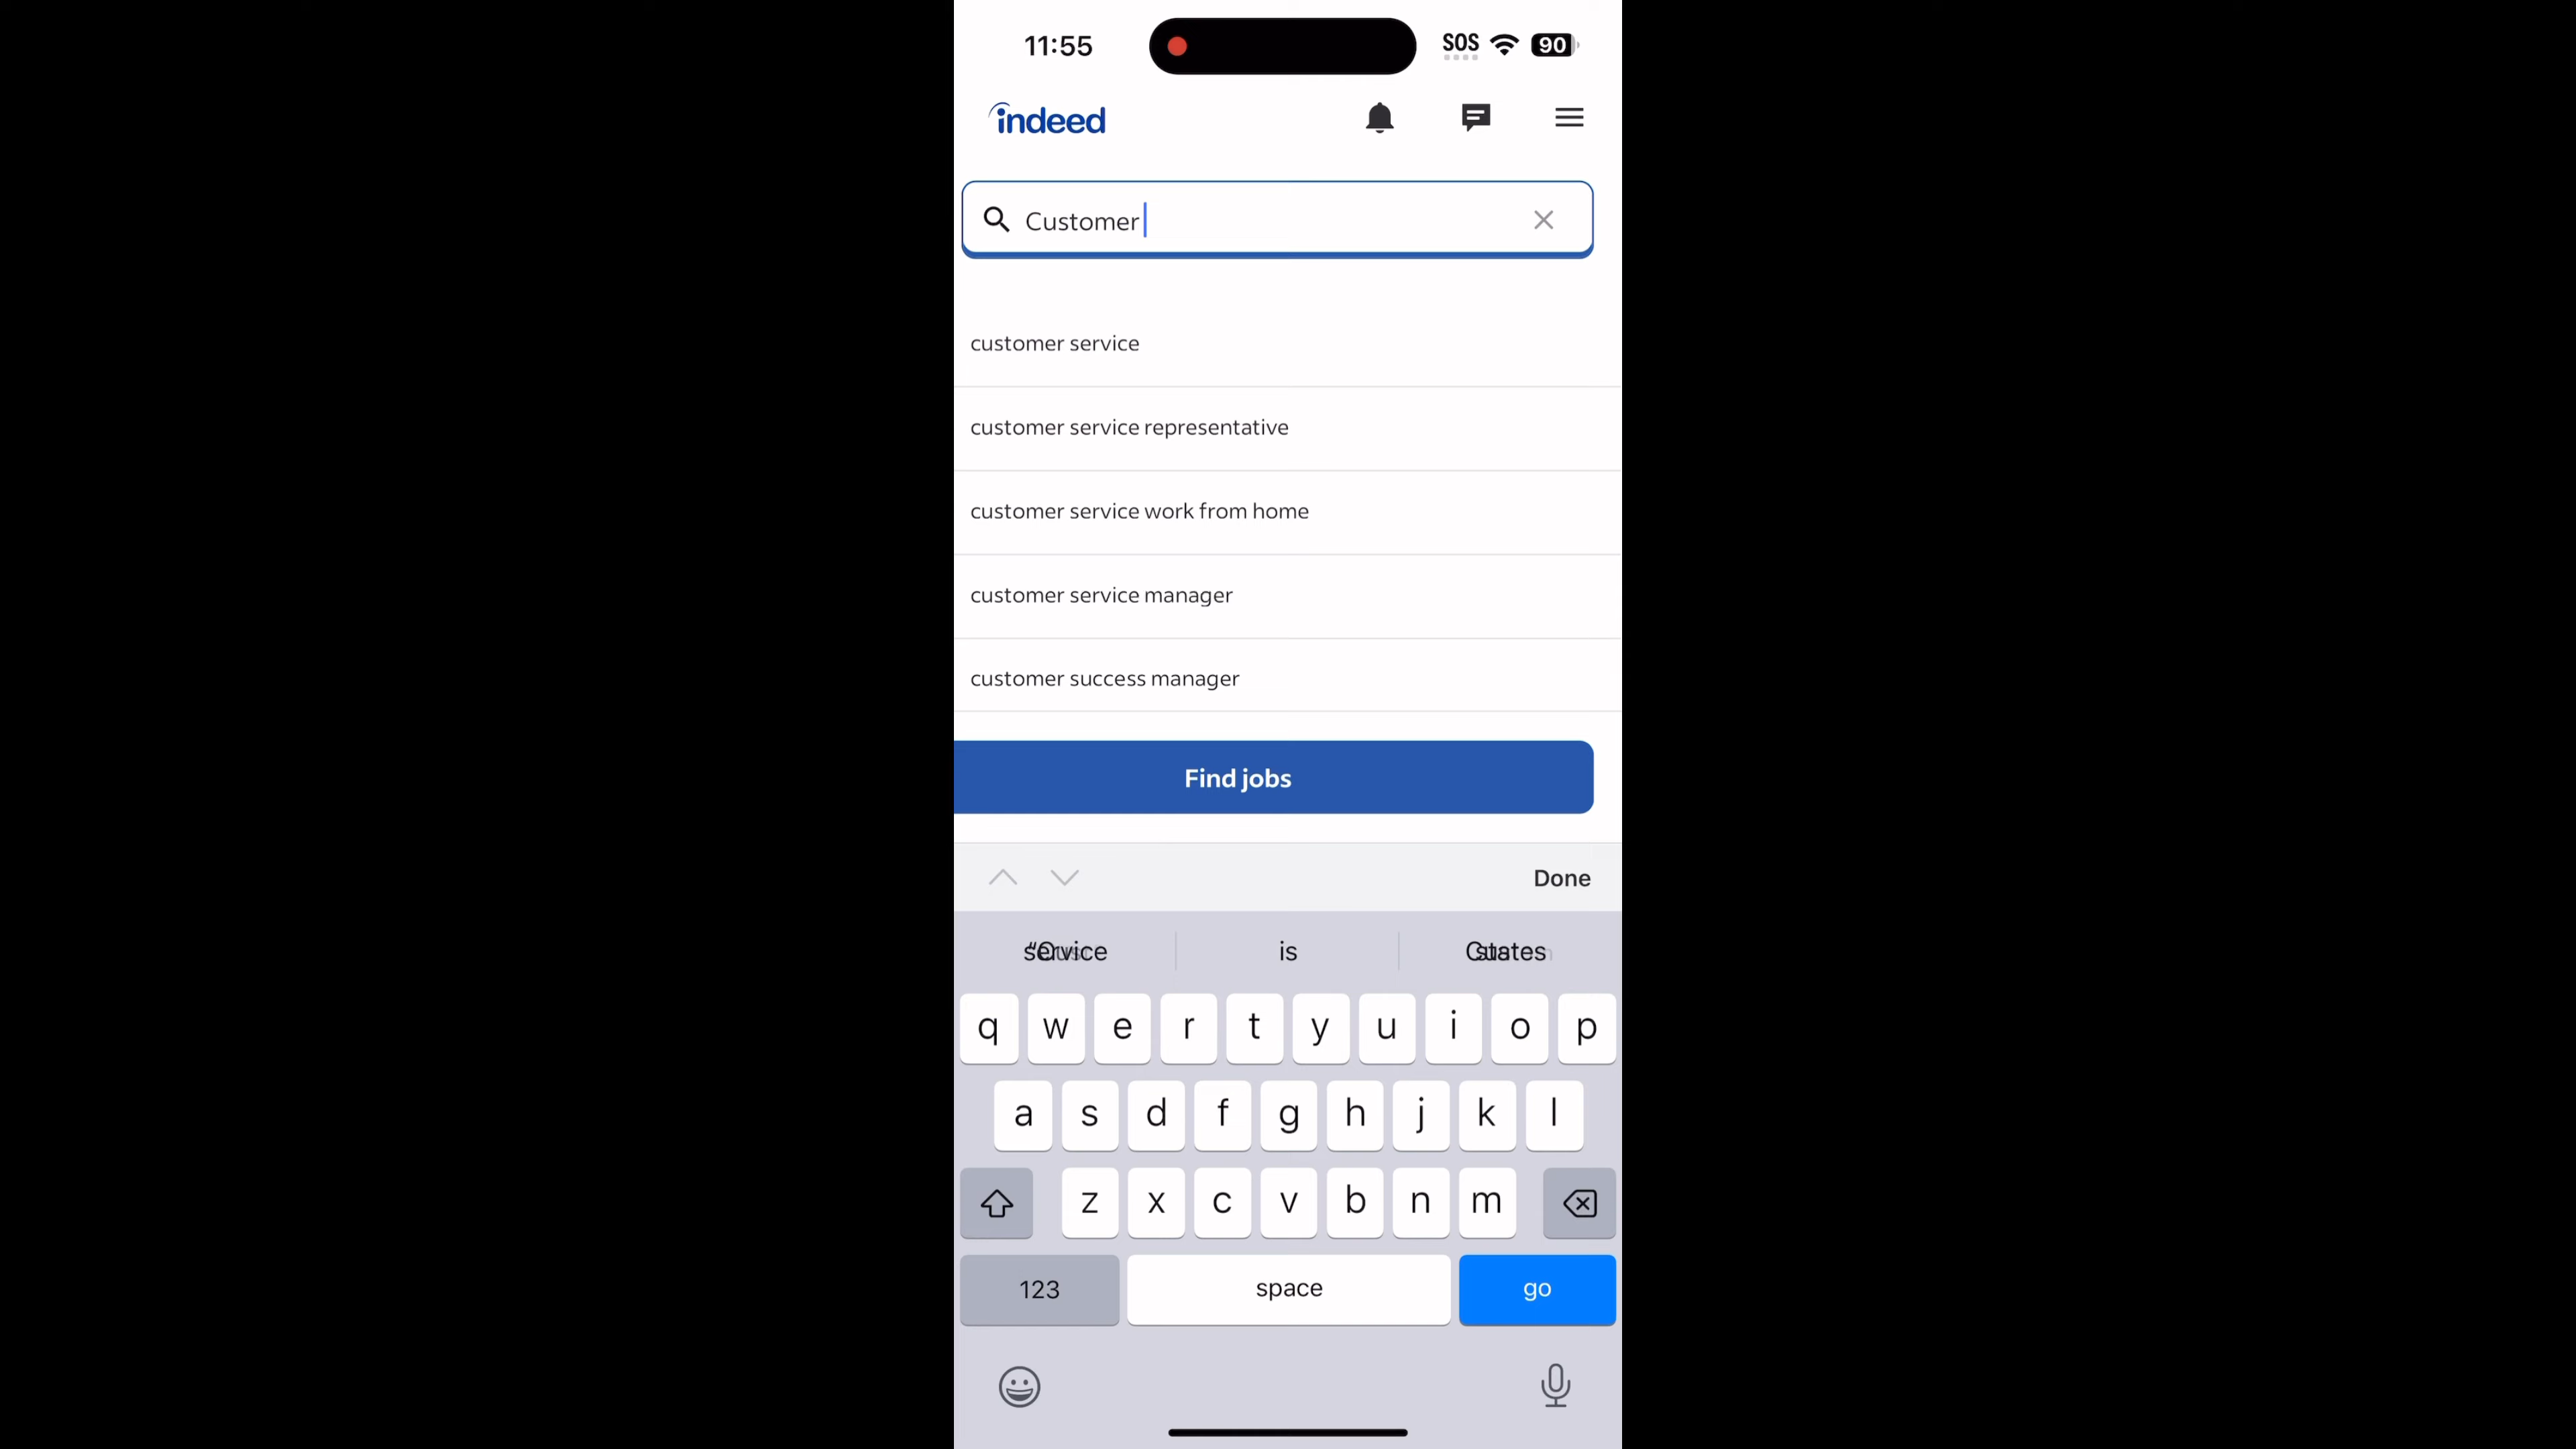 11:55 SOS 90
indeed
Customer
customer service
customer service representative
customer service work from home
customer service manager
customer success manager
Find jobs
Done
is
q w e r t y u i o p
a s d f g h j k l
z x c v b n m
123 space go